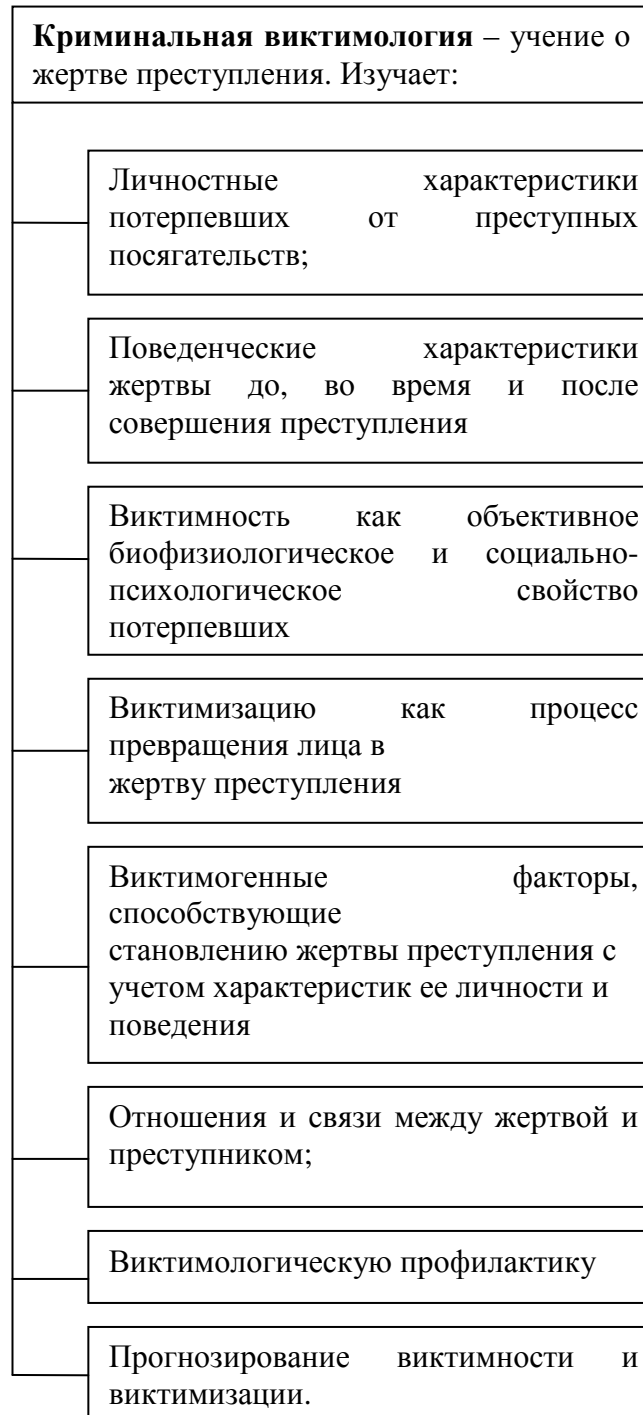 Криминальная виктимология – учение о
жертве преступления. Изучает:
Личностные характеристики
потерпевших от преступных
посягательств;
Поведенческие характеристики
жертвы до, во время и после
совершения преступления
Виктимность как объективное
биофизиологическое и социально-
психологическое свойство
потерпевших
Виктимизацию как процесс
превращения лица в
жертву преступления
Виктимогенные факторы,
способствующие
становлению жертвы преступления с
учетом характеристик ее личности и
поведения
Отношения и связи между жертвой и
преступником;
Виктимологическую профилактику
Прогнозирование виктимности и
виктимизации.